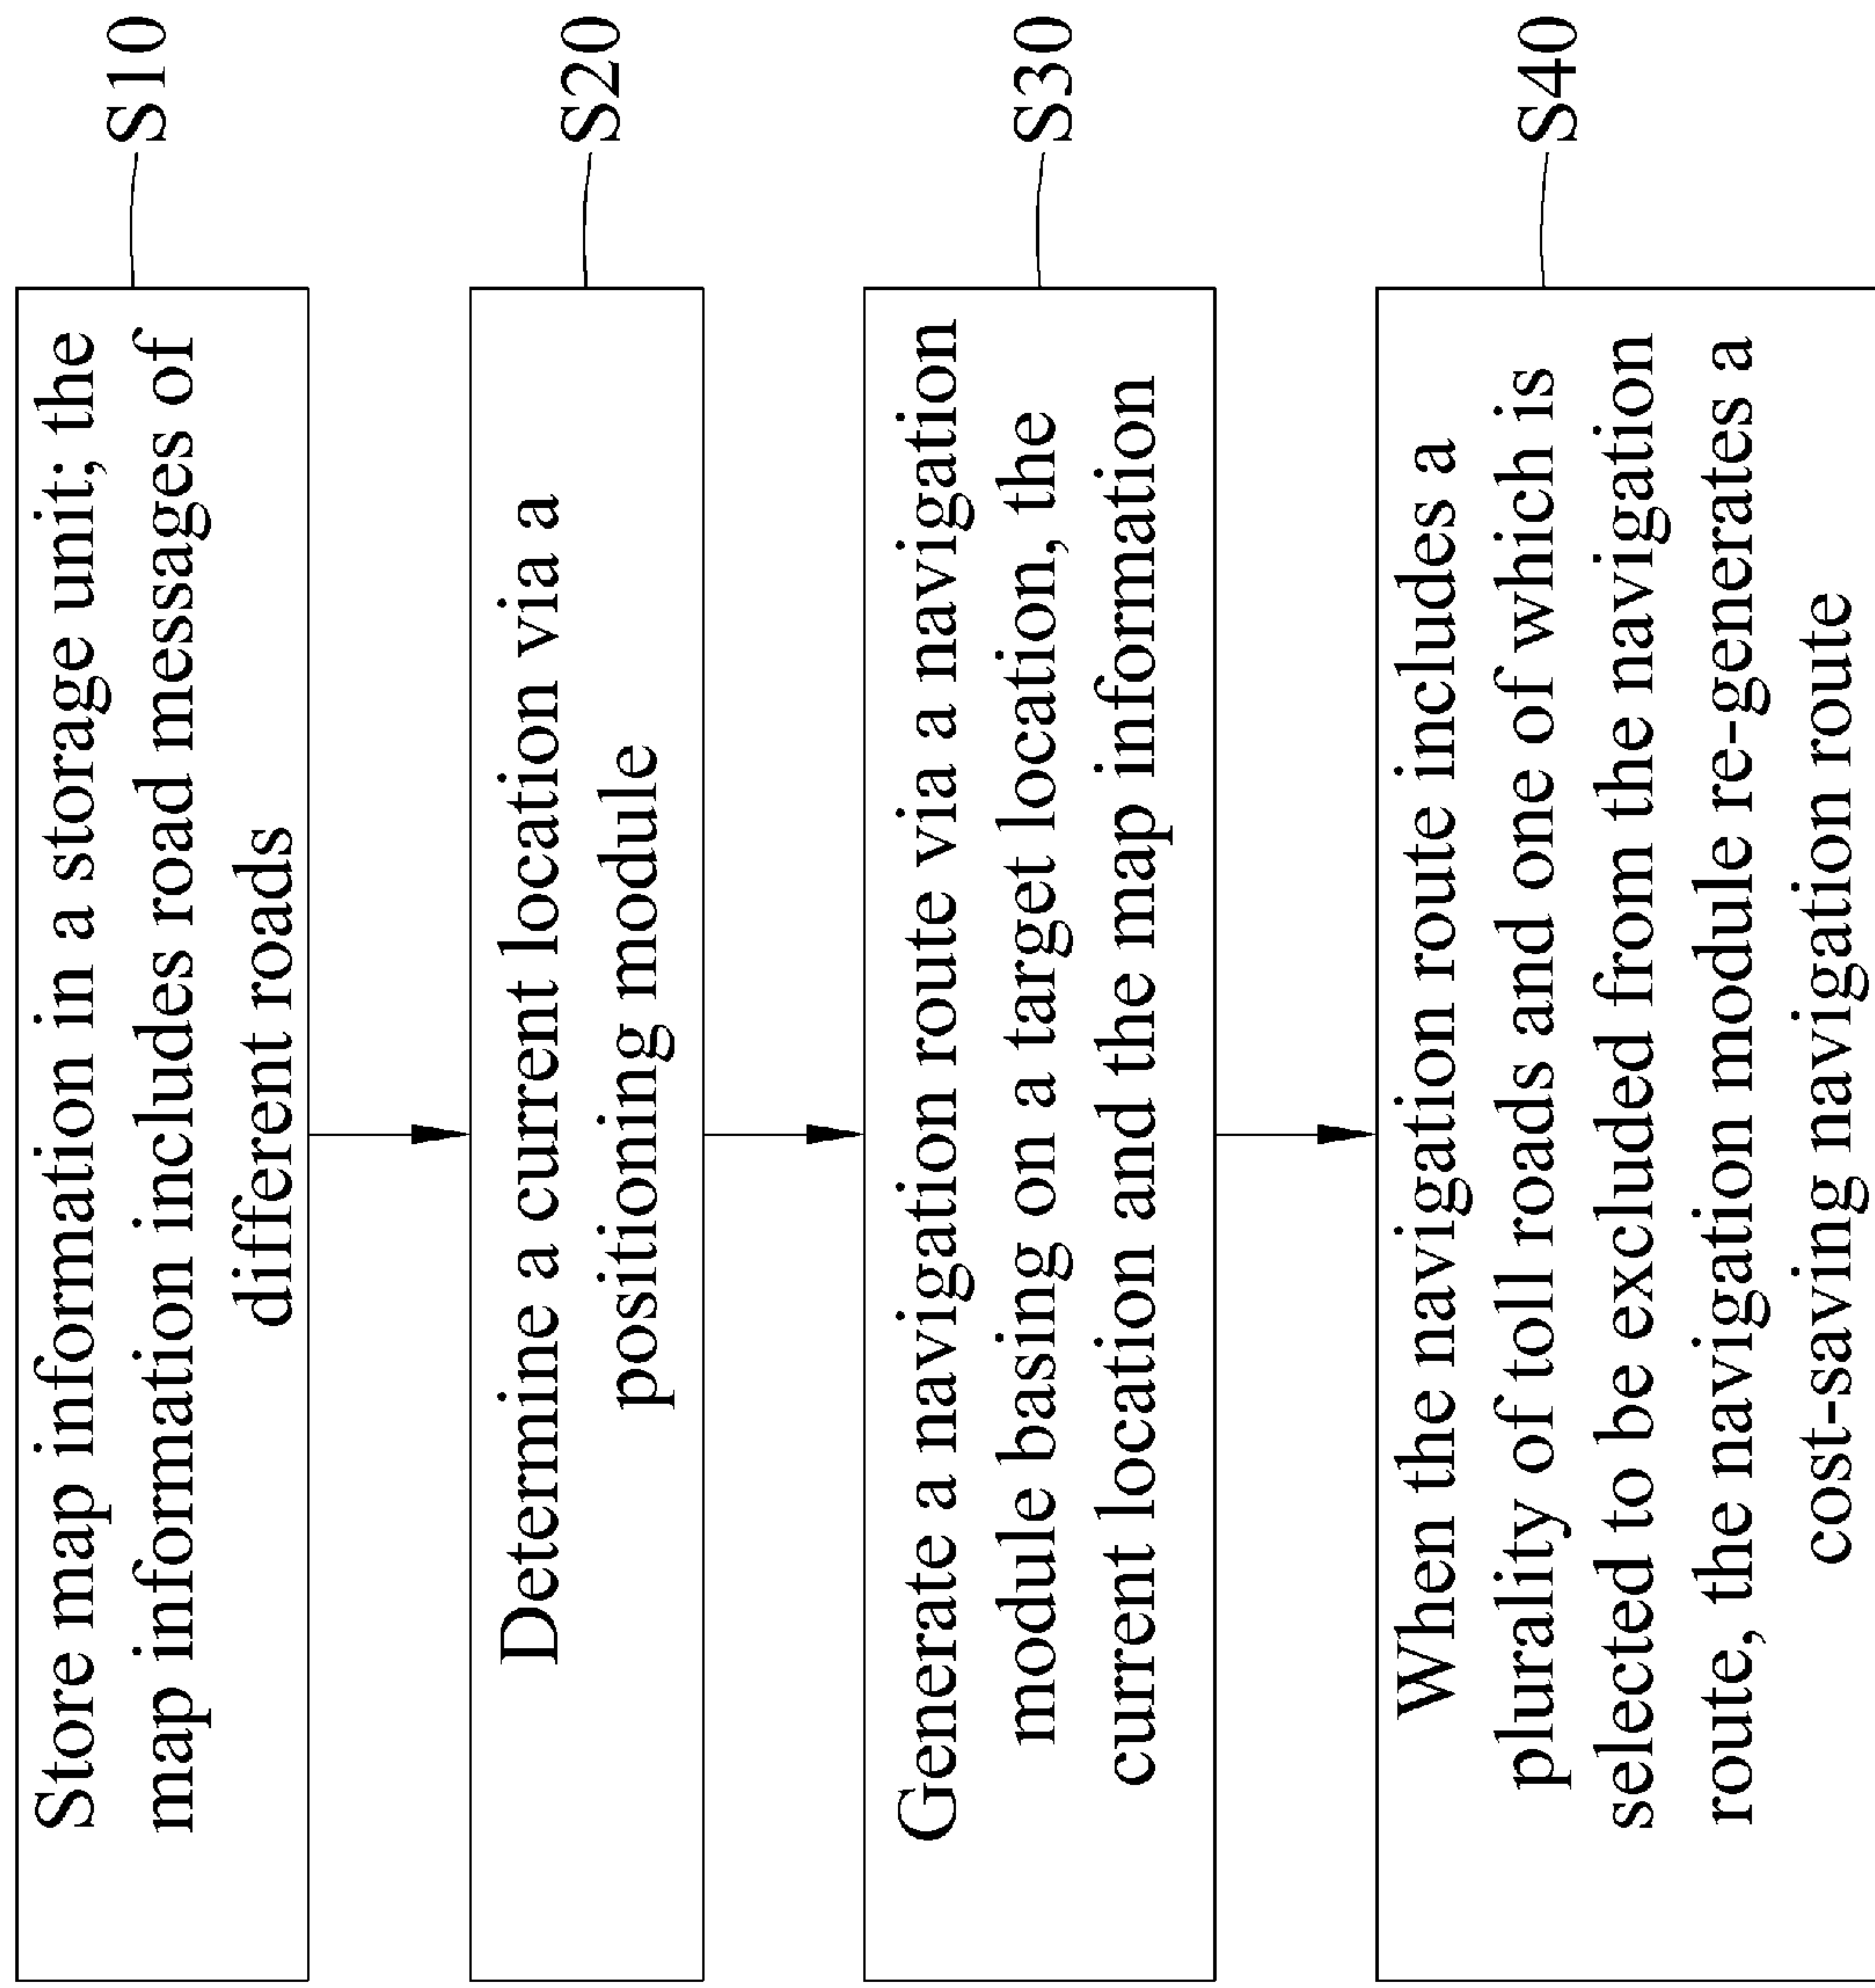 Store map information in a storage unit; the
map information includes road messages of
different roads
S10
Determine a current location via a
positioning module
S20
Generate a navigation route via a navigation
module basing on a target location, the
current location and the map information
S30
When the navigation route includes a
plurality of toll roads and one of which is
selected to be excluded from the navigation
route, the navigation module re-generates a
cost-saving navigation route
S40